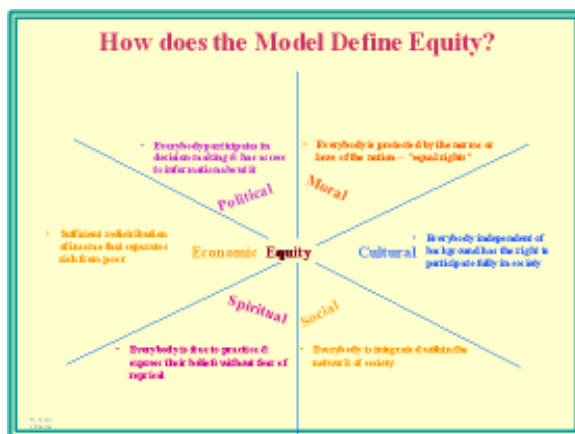 How does the Model Define Equity?
Everybody participates in
decision making & has access
to information about it
Everybody is protected by the norms or
laws of the nation – "equal rights"
Political
Moral
Sufficient redistribution
of income that separates
rich from poor
Economic Equity
Cultural
Everybody independent of
background has the right to
participate fully in society
Spiritual
Social
Everybody is free to practice &
express their beliefs without fear of
reprisal
Everybody is integrated within the
network of society